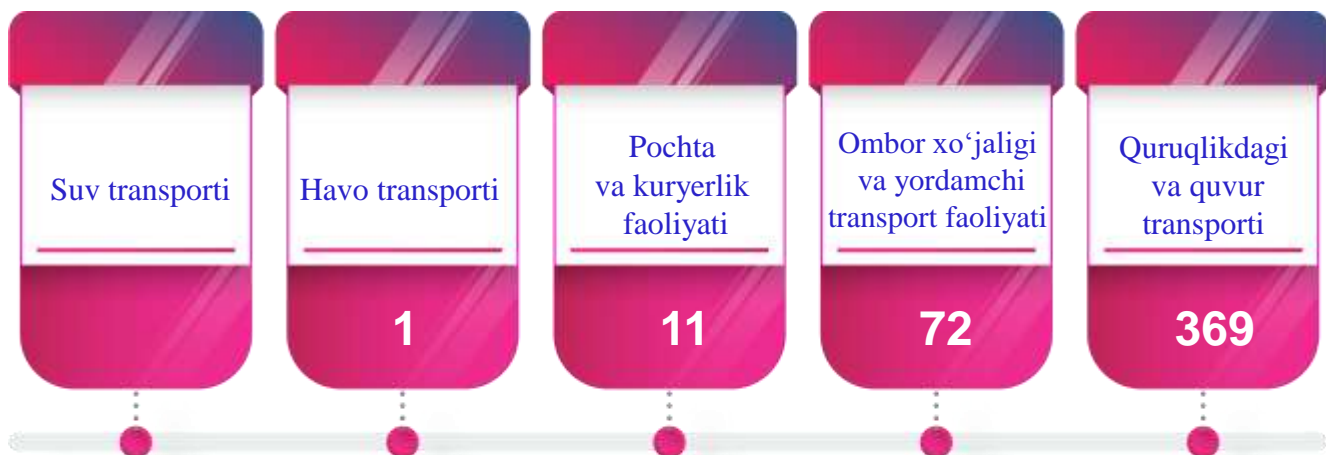 Suv transporti
Havo transporti
1
Pochta
va kuryerlik
faoliyati
11
Ombor xo‘jaligi
va yordamchi
transport faoliyati
72
Quruqlikdagi
va quvur
transporti
369